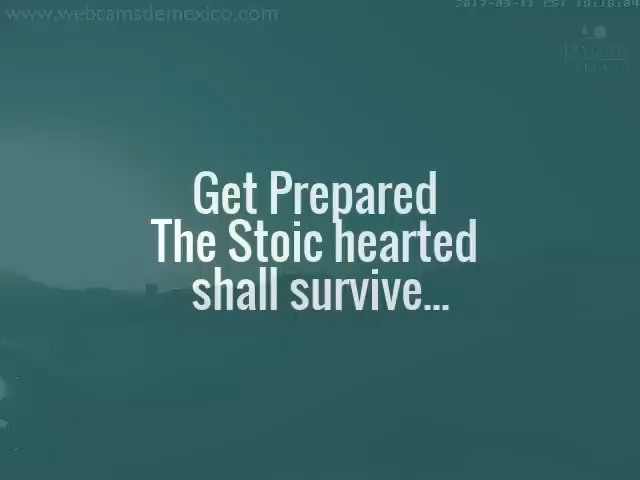 www.webcamsdemexico.com
Get Prepared
The Stoic hearted
shall survive...